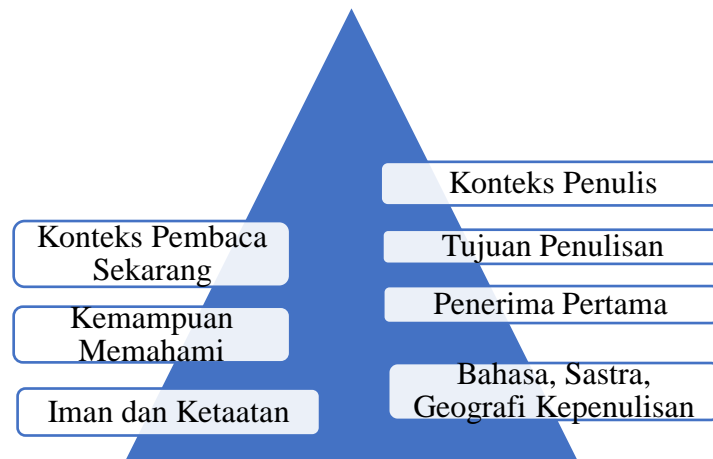 Konteks Penulis
Tujuan Penulisan
Penerima Pertama
Bahasa, Sastra,
Geografi Kepenulisan
Konteks Pembaca
Sekarang
Kemampuan
Memahami
Iman dan Ketaatan